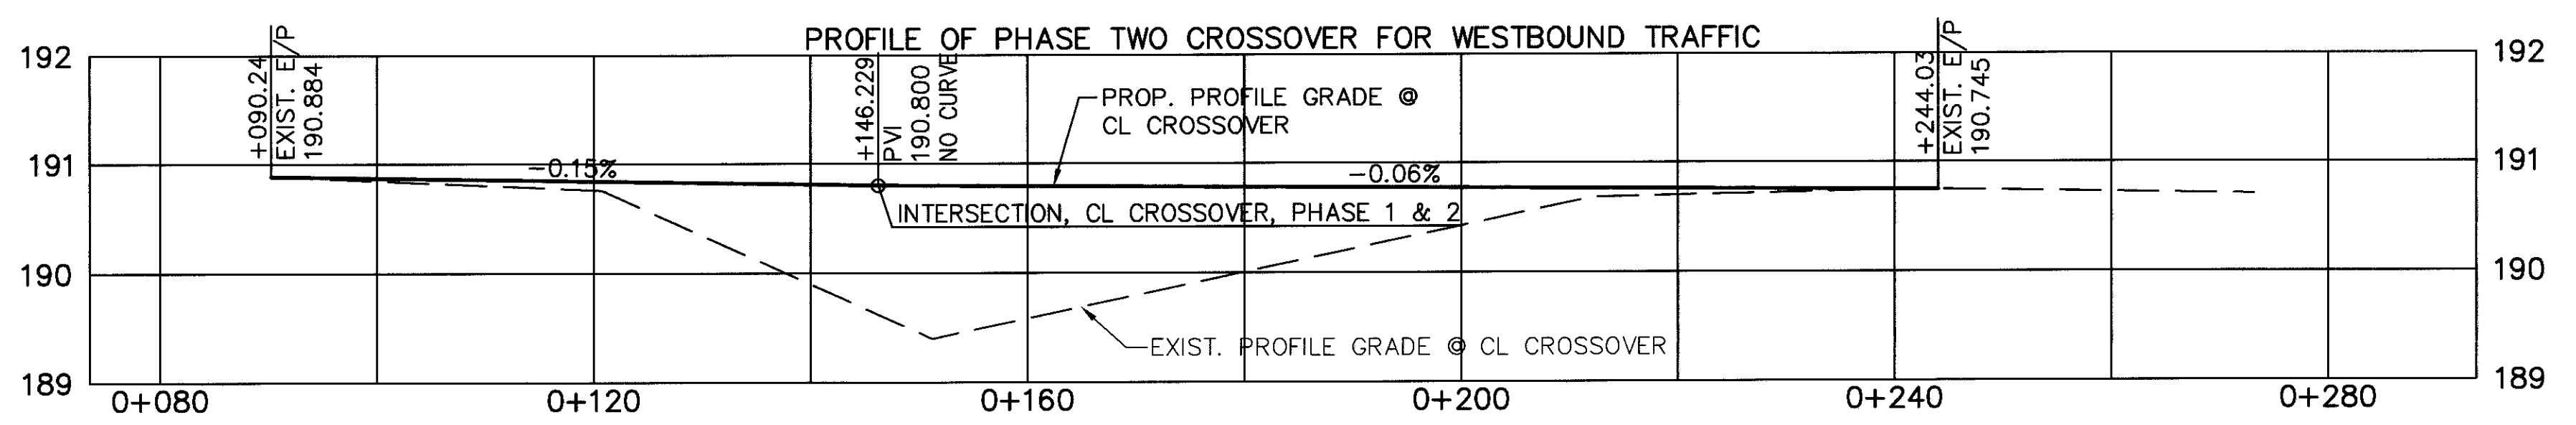 PROFILE OF PHASE TWO CROSSOVER FOR WESTBOUND TRAFFIC
192
192
+090.24
EXIST. E/P
190.884
+146.229
PVI
190.800
NO CURVE
PROP. PROFILE GRADE @
CL CROSSOVER
+244.03
EXIST. E/P
190.745
191
191
-0.15%
-0.06%
INTERSECTION, CL CROSSOVER, PHASE 1 & 2
190
190
EXIST. PROFILE GRADE @ CL CROSSOVER
189
189
0+080
0+120
0+160
0+200
0+240
0+280